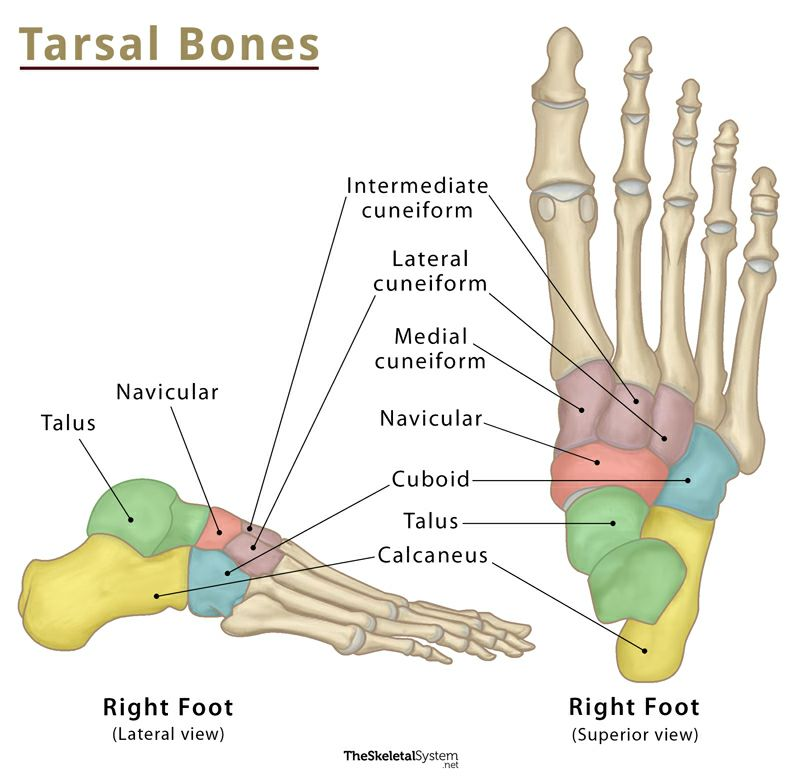 Tarsal Bones
Intermediate
cuneiform
Lateral
cuneiform
Medial
cuneiform
Navicular
Navicular
Talus
Cuboid
Talus
Calcaneus
Right Foot
(Lateral view)
Right Foot
(Superior view)
TheSkeletalSystem
.net